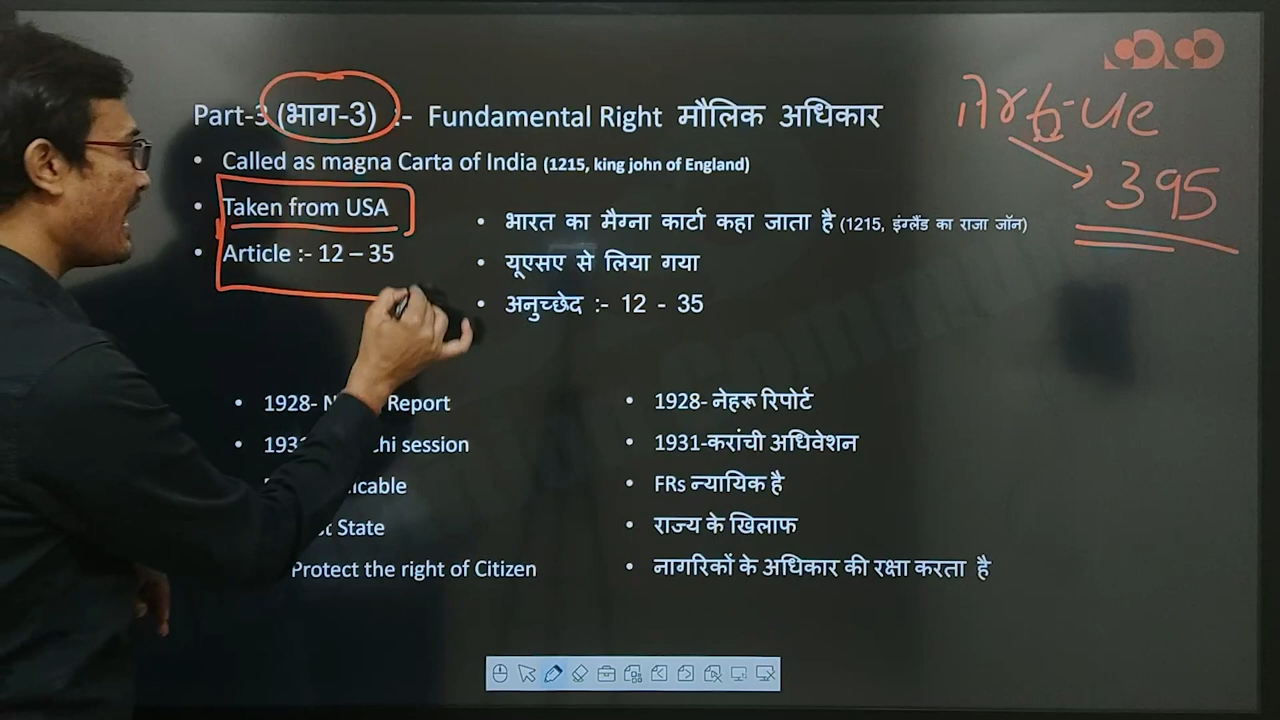 Part-3 (भाग-3) :- Fundamental Right मौलिक अधिकार
• Called as magna Carta of India (1215, king john of England)
• Taken from USA
• Article :- 12 – 35
• भारत का मैग्ना कार्टा कहा जाता है (1215, इंग्लैंड का राजा जॉन)
• यूएसए से लिया गया
• अनुच्छेद :- 12 - 35
395
• 1928- Report
• session
State
Protect the right of Citizen
• 1928- नेहरू रिपोर्ट
• 1931-करांची अधिवेशन
• FRs न्यायिक है
• राज्य के खिलाफ
• नागरिकों के अधिकार की रक्षा करता है